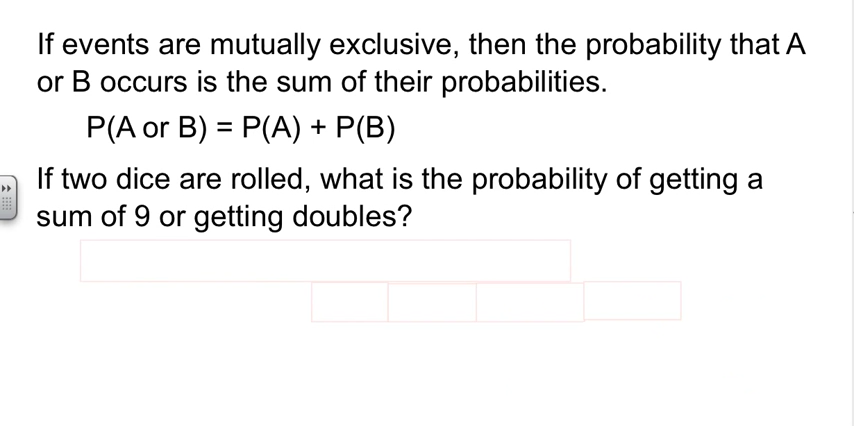 If events are mutually exclusive, then the probability that A
or B occurs is the sum of their probabilities.
P(A or B) = P(A) + P(B)
If two dice are rolled, what is the probability of getting a
sum of 9 or getting doubles?